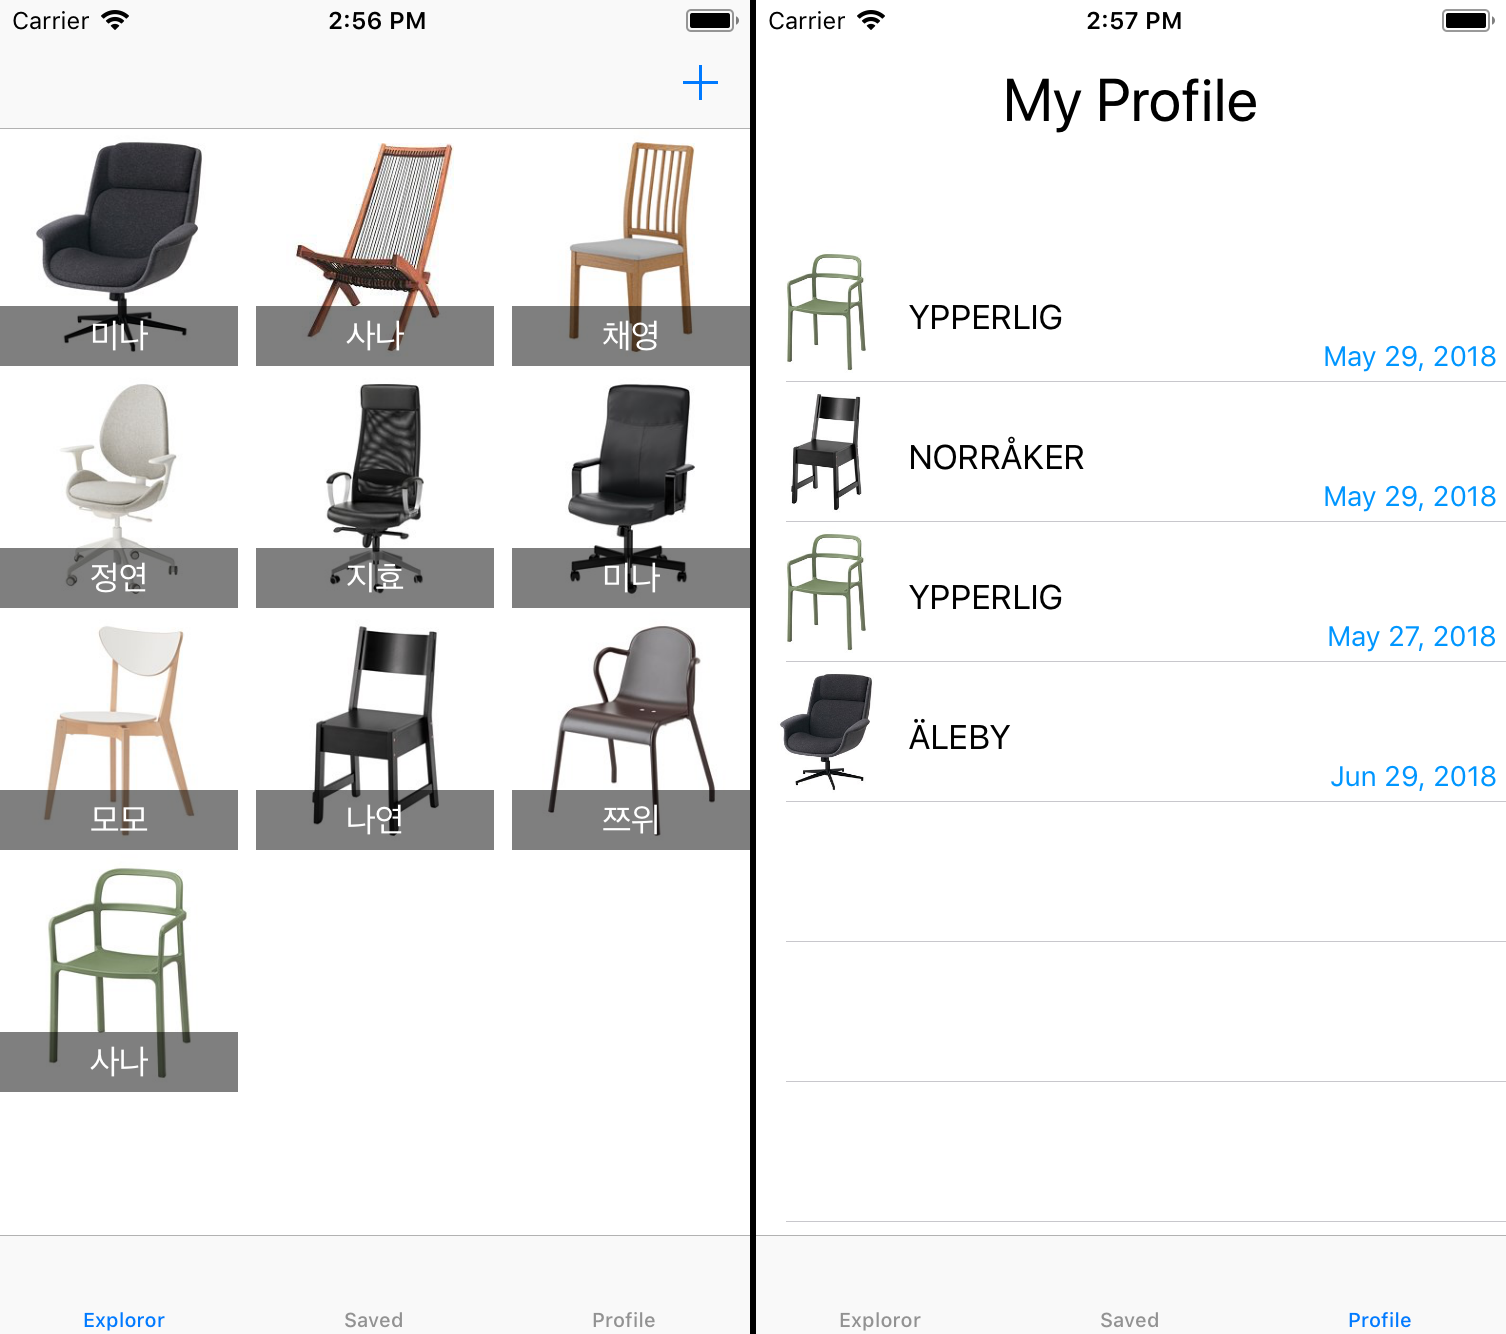 Carrier
2:56 PM
미나
사나
채영
정연
지효
미나
모모
나연
쯔위
사나
Exploror
Saved
Profile
Carrier
2:57 PM
My Profile
YPPERLIG
May 29, 2018
NORRÅKER
May 29, 2018
YPPERLIG
May 27, 2018
ÄLEBY
Jun 29, 2018
Exploror
Saved
Profile